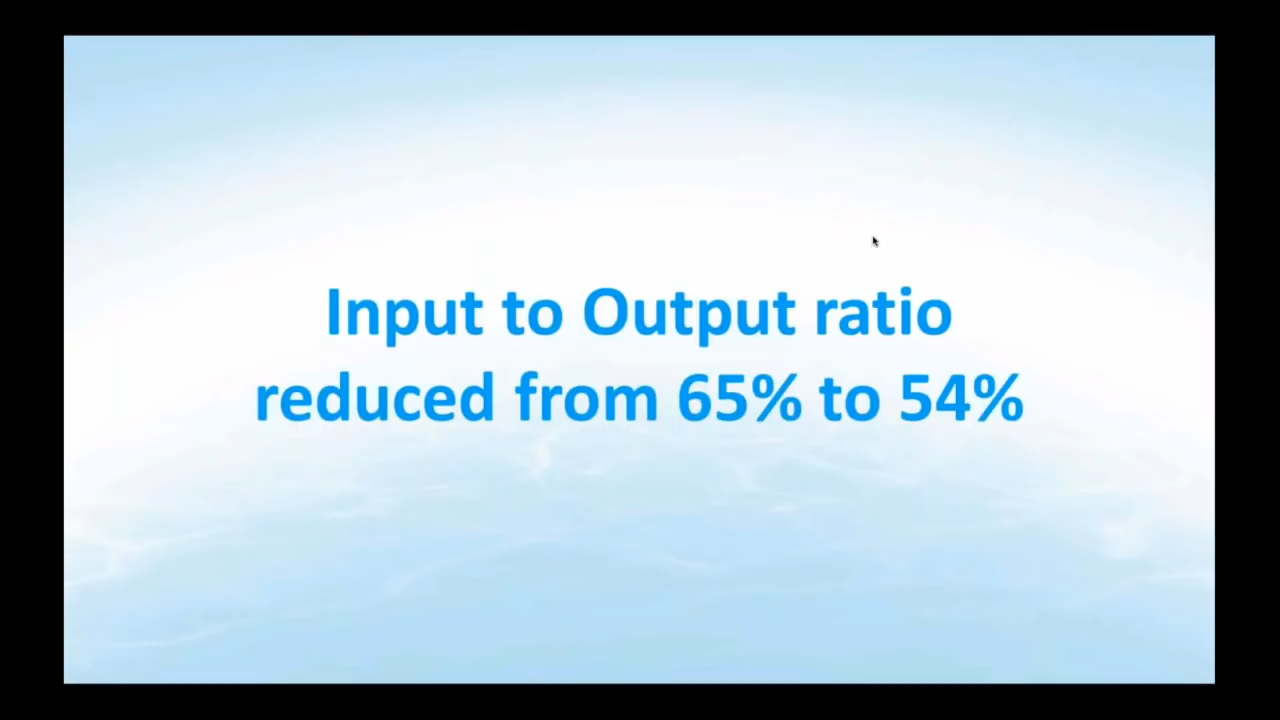 Input to Output ratio
reduced from 65% to 54%